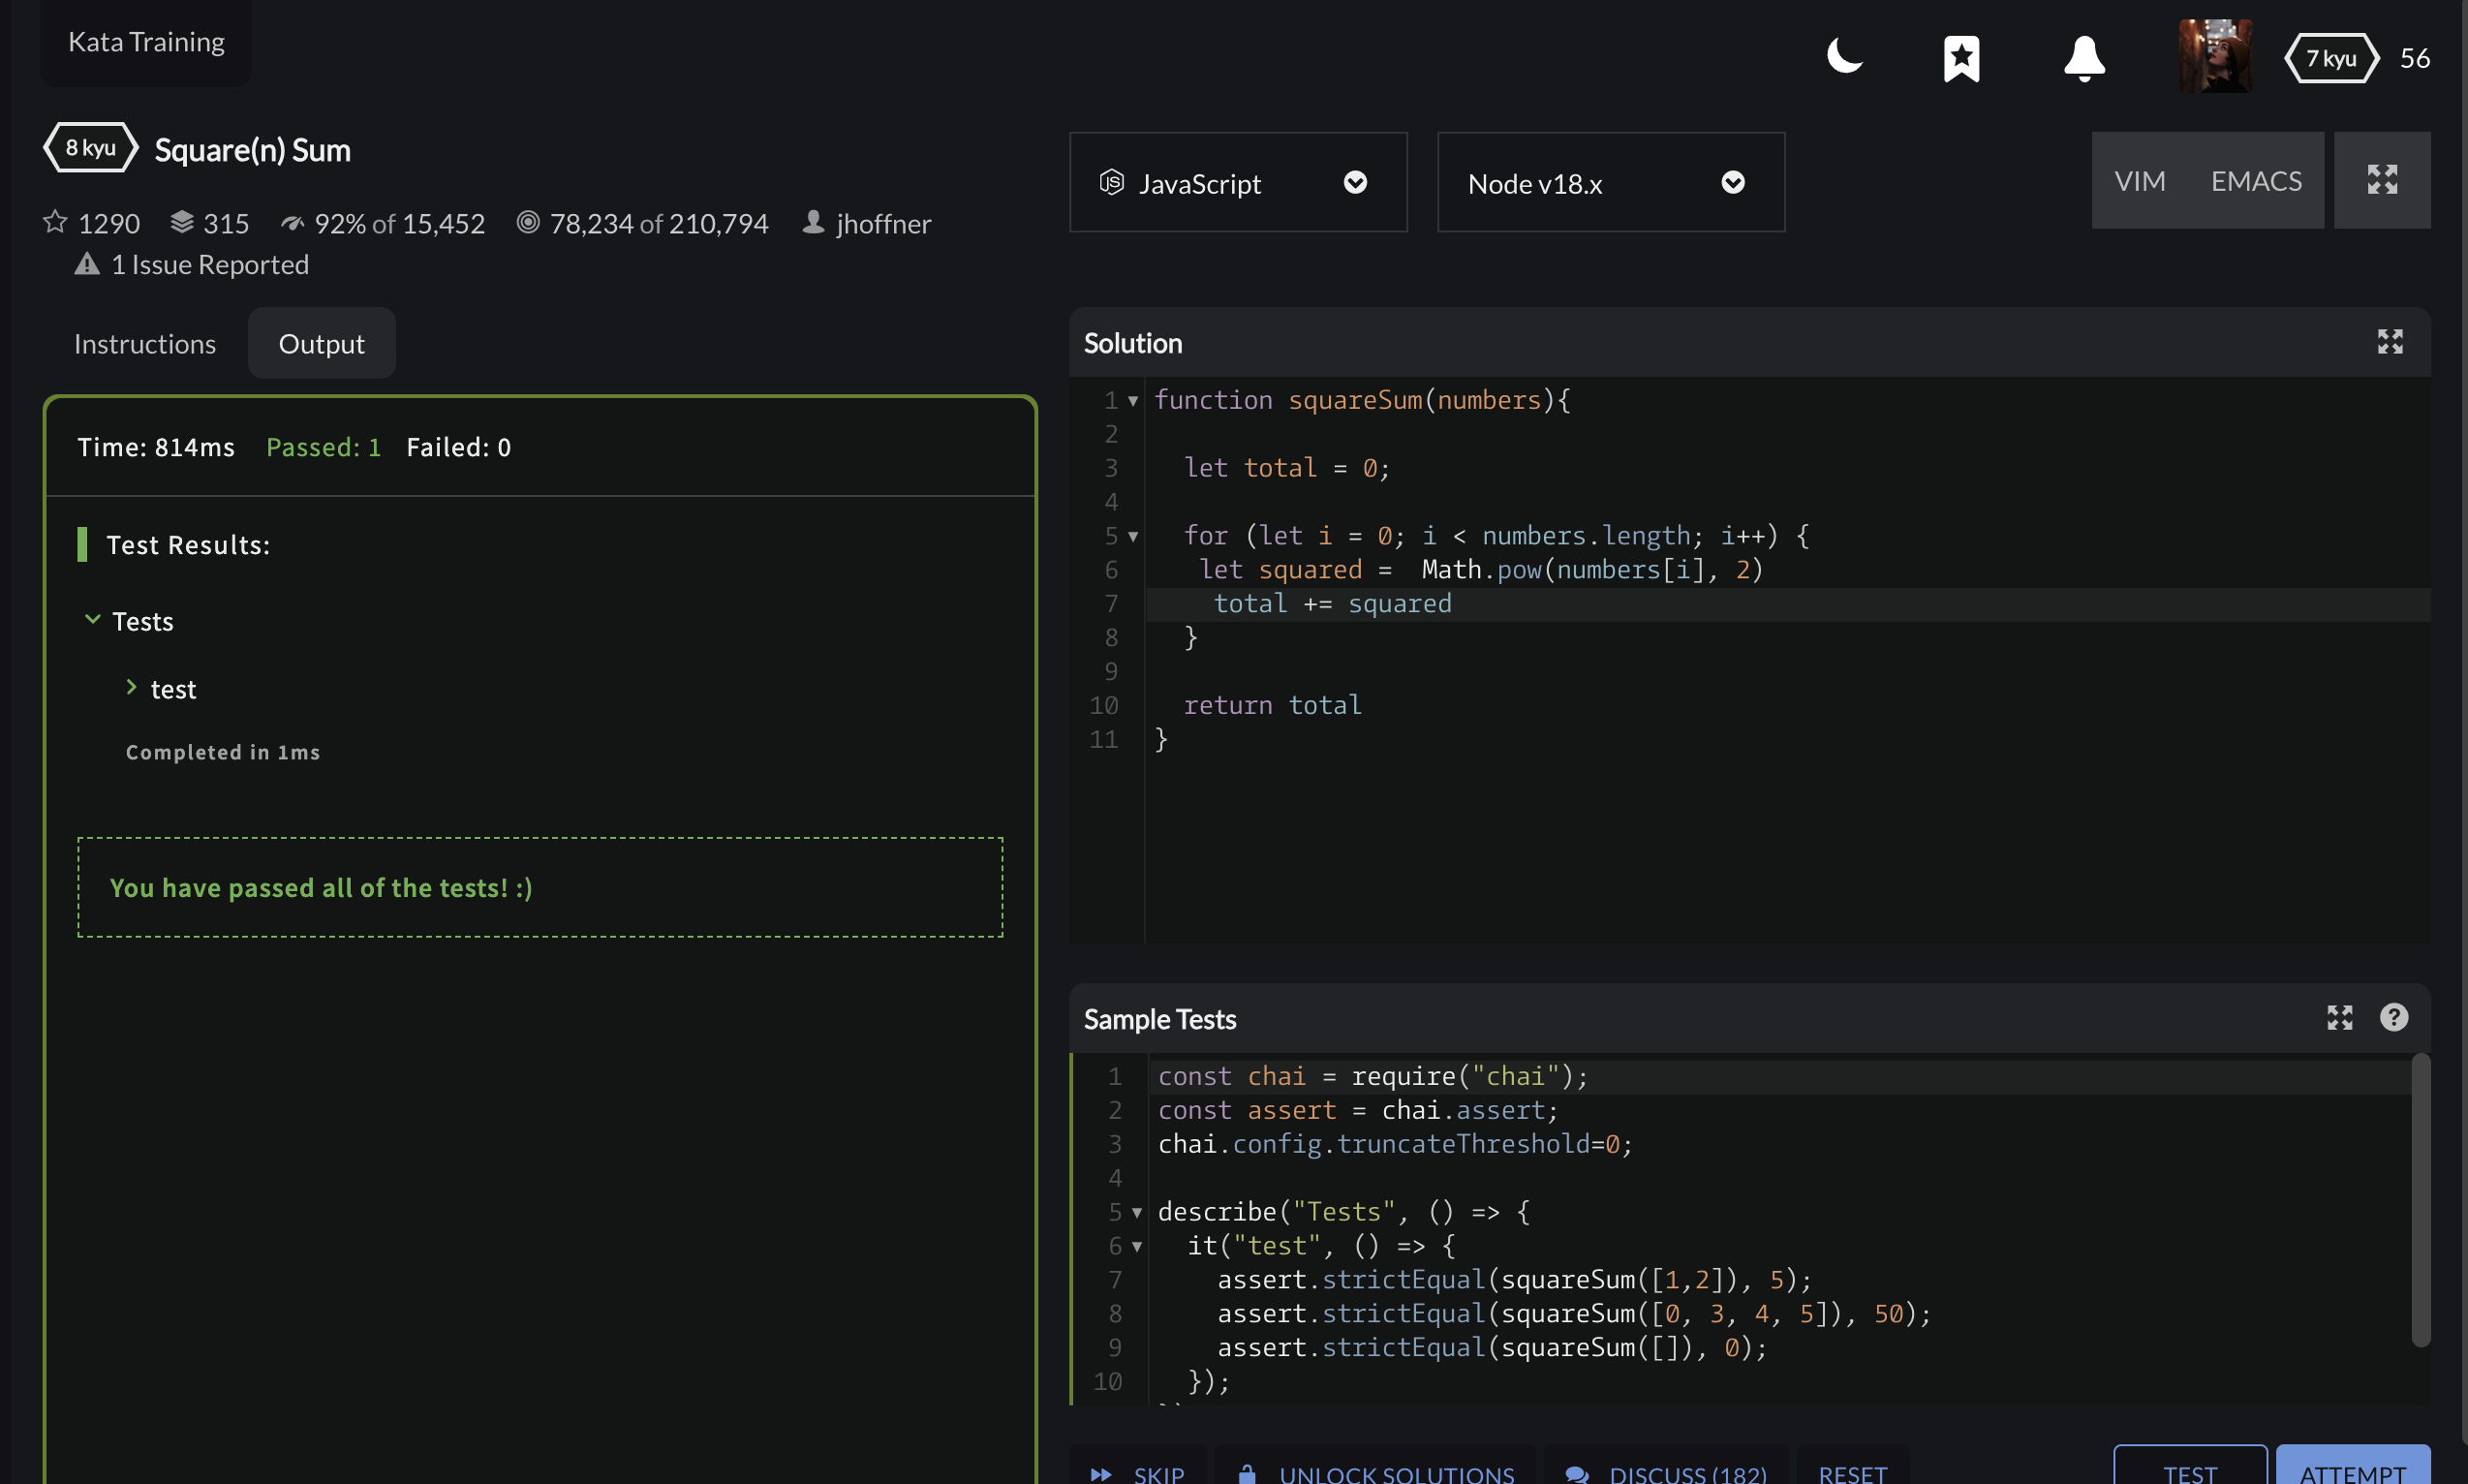 Kata Training
7 kyu 56
8 kyu Square(n) Sum
1290 315 92% of 15,452 78,234 of 210,794 jhoffner
1 Issue Reported
JavaScript
Node v18.x
VIM EMACS
Instructions Output
Time: 814ms Passed: 1 Failed: 0
Test Results:
Tests
test
Completed in 1ms
You have passed all of the tests! :)
Solution
1 function squareSum(numbers){
2
3 let total = 0;
4
5 for (let i = 0; i < numbers.length; i++) {
6 let squared =  Math.pow(numbers[i], 2)
7 total += squared
8 }
9
10 return total
11 }
Sample Tests
1 const chai = require("chai");
2 const assert = chai.assert;
3 chai.config.truncateThreshold=0;
4
5 describe("Tests", () => {
6 it("test", () => {
7 assert.strictEqual(squareSum([1,2]), 5);
8 assert.strictEqual(squareSum([0, 3, 4, 5]), 50);
9 assert.strictEqual(squareSum([]), 0);
10 });
SKIP UNLOCK SOLUTIONS DISCUSS (182) RESET TEST ATTEMPT